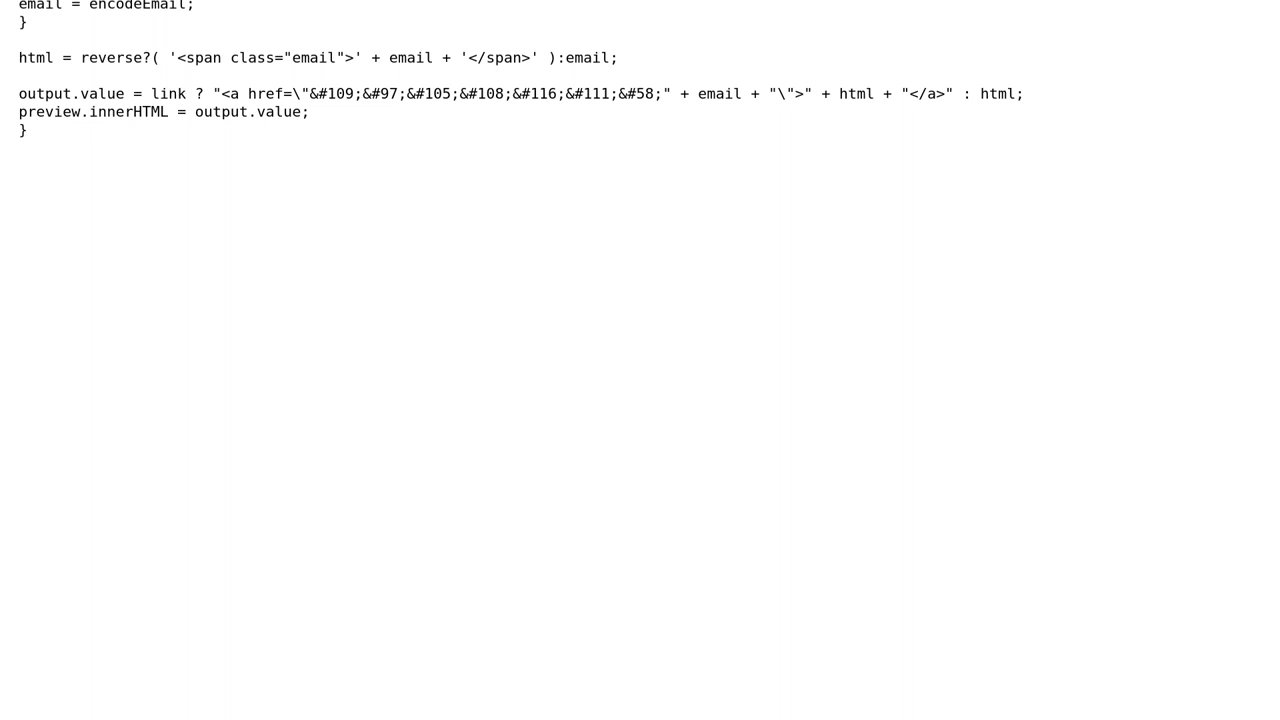 email = encodeEmail;
}
html = reverse?( '<span class="email">' + email + '</span>' ):email;
output.value = link ? "<a href=\"&#109;&#97;&#105;&#108;&#116;&#111;&#58;" + email + "\">" + html + "</a>" : html;
preview.innerHTML = output.value;
}